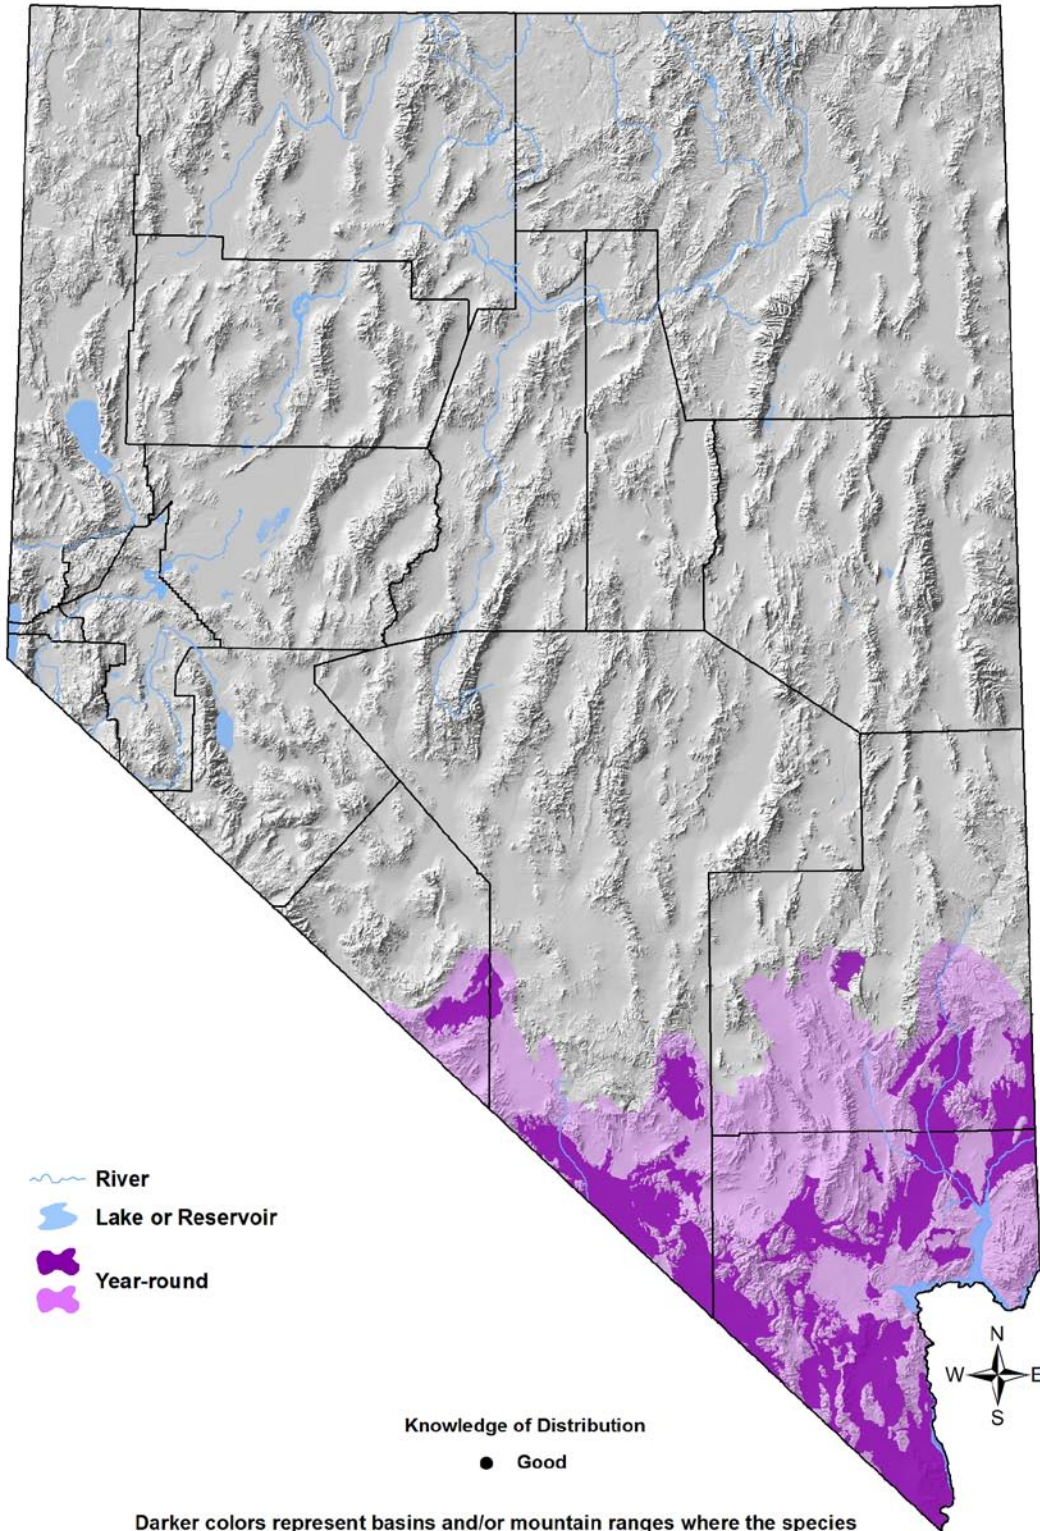 River
Lake or Reservoir
Year-round
N
W E
S
Knowledge of Distribution
Good
Darker colors represent basins and/or mountain ranges where the species